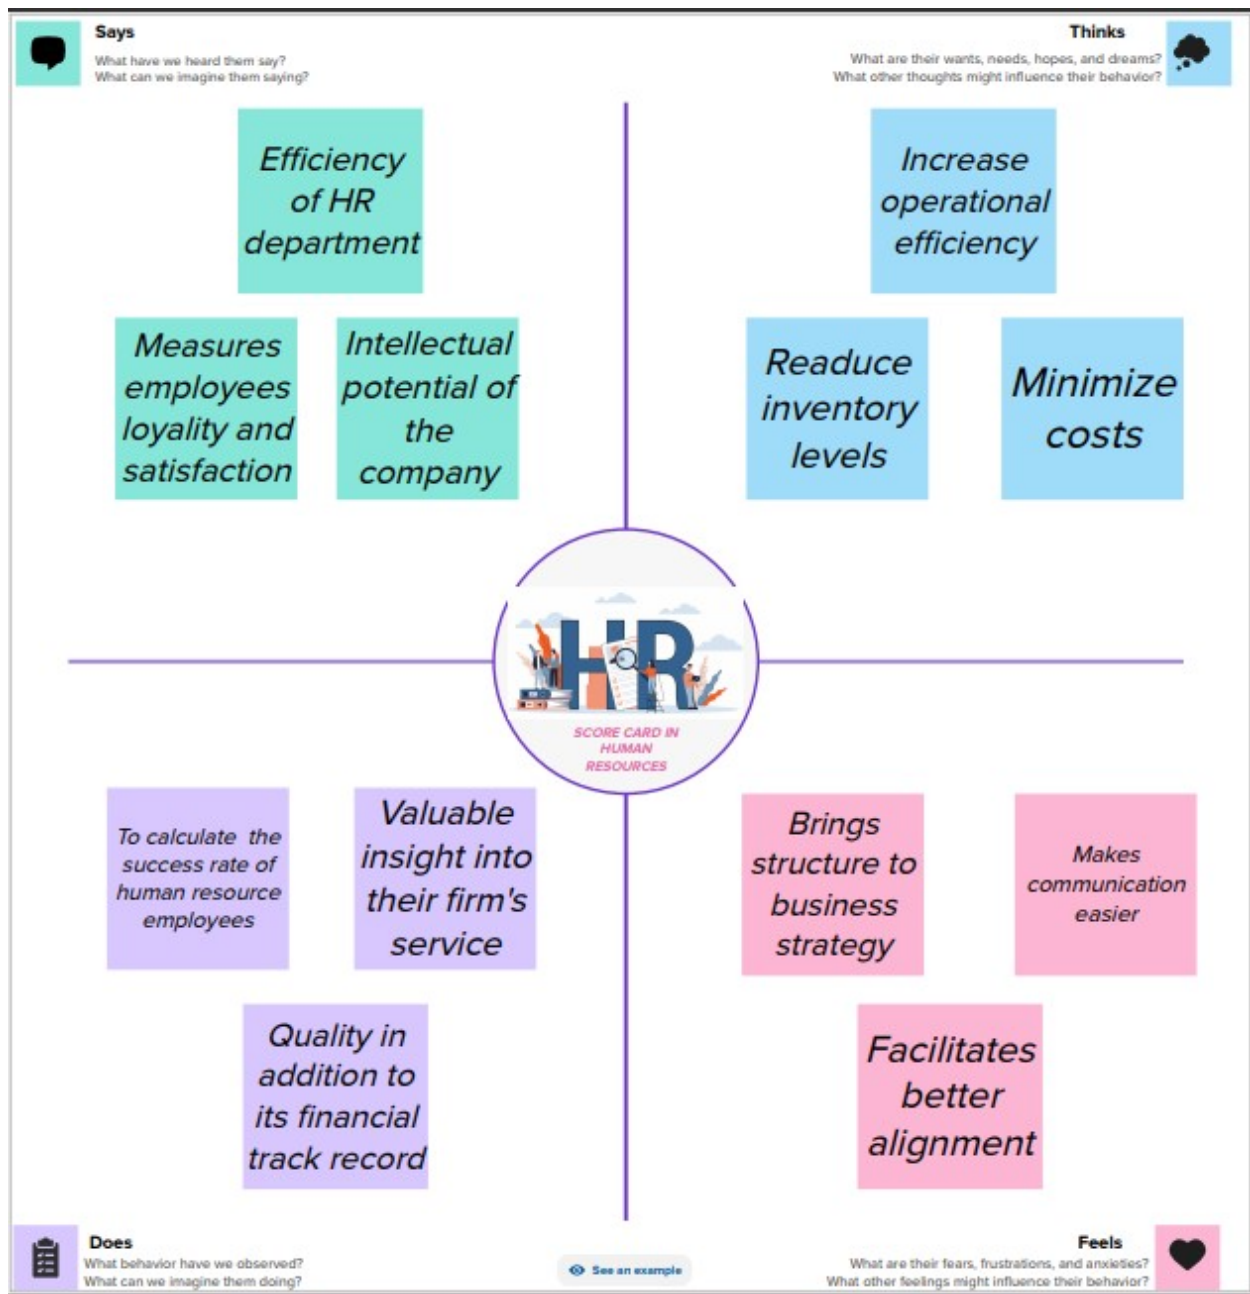 Says
What have we heard them say?
What can we imagine them saying?
Thinks
What are their wants, needs, hopes, and dreams?
What other thoughts might influence their behavior?
Efficiency
of HR
department
Measures
employees
loyality and
satisfaction
Intellectual
potential of
the
company
Increase
operational
efficiency
Readuce
inventory
levels
Minimize
costs
HR
SCORE CARD IN
HUMAN
RESOURCES
To calculate the
success rate of
human resource
employees
Valuable
insight into
their firm's
service
Quality in
addition to
its financial
track record
Brings
structure to
business
strategy
Makes
communication
easier
Facilitates
better
alignment
Does
What behavior have we observed?
What can we imagine them doing?
See an example
Feels
What are their fears, frustrations, and anxieties?
What other feelings might influence their behavior?